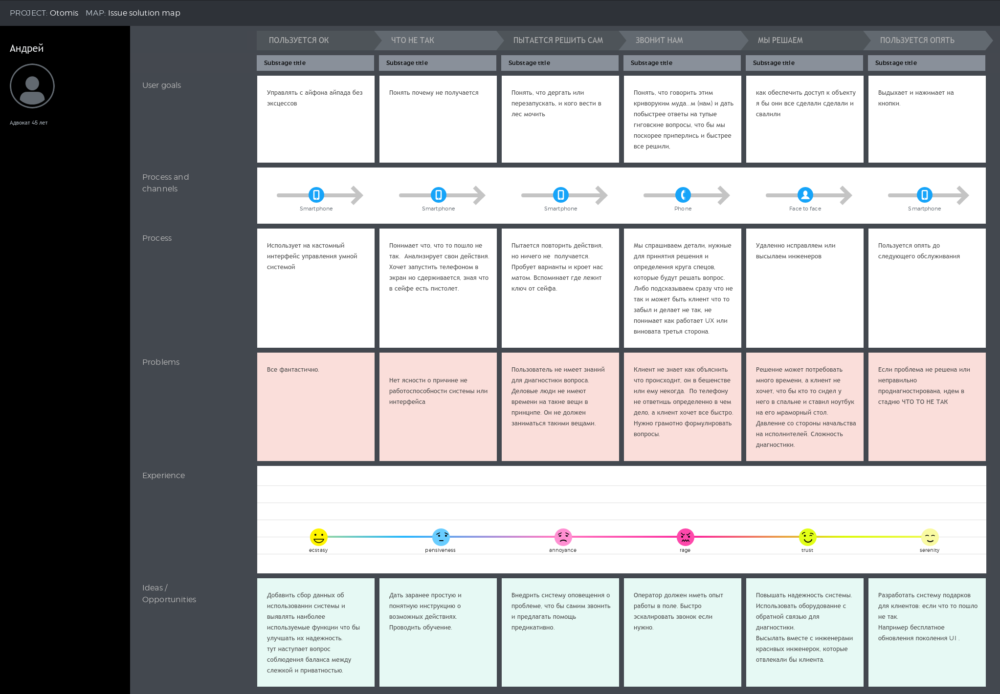 PROJECT: Otomis MAP: Issue solution map
Андрей
Адвокат 45 лет
ПОЛЬЗУЕТСЯ ОК
ЧТО НЕ ТАК
ПЫТАЕТСЯ РЕШИТЬ САМ
ЗВОНИТ НАМ
МЫ РЕШАЕМ
ПОЛЬЗУЕТСЯ ОПЯТЬ
Substage title
Substage title
Substage title
Substage title
Substage title
Substage title
User goals
Управлять с айфона айпада без
эксцессов
Понять почему не получается
Понять, что дергать или
перезапускать, и кого вести в
лес мочить
Понять, что говорить этим
криворуким муда...м (нам) и дать
побыстрее ответы на тупые
гиговские вопросы, что бы мы
поскорее приперлись и быстрее
все решили,
как обеспечить доступ к объекту
я бы они все сделали сделали и
свалили
Выдыхает и нажимает на
кнопки.
Process and
channels
Smartphone
Smartphone
Smartphone
Phone
Face to face
Smartphone
Process
Использует на кастомный
интерфейс управления умной
системой
Понимает что, что то пошло не
так.  Анализирует свои действия.
Хочет запустить телефоном в
экран но сдерживается, зная что
в сейфе есть пистолет.
Пытается повторить действия,
но ничего не  получается.
Пробует варианты и кроет нас
матом. Вспоминает где лежит
ключ от сейфа.
Мы спрашиваем детали, нужные
для принятия решения и
определения круга спецов,
которые будут решать вопрос.
Либо подсказываем сразу что не
так и может быть клиент что то
забыл и делает не так, не
понимает как работает UX или
виновата третья сторона.
Удаленно исправляем или
высылаем инженеров
Пользуется опять до
следующего обслуживания
Problems
Все фантастично.
Нет ясности о причине не
работоспособности системы или
интерфейса
Пользователь не имеет знаний
для диагностики вопроса.
Деловые люди не имеют
времени на такие вещи в
принципе. Он не должен
заниматься такими вещами.
Клиент не знает как объяснить
что происходит, он в бешенстве
или ему некогда.  По телефону
не ответишь определенно в чем
дело, а клиент хочет все быстро.
Нужно грамотно формулировать
вопросы.
Решение может потребовать
много времени, а клиент не
хочет, что бы кто то сидел у
него в спальне и ставил ноутбук
на его мраморный стол.
Давление со стороны начальства
на исполнителей. Сложность
диагностики.
Если проблема не решена или
неправильно
продиагностирована, идем в
стадию ЧТО ТО НЕ ТАК
Experience
ecstasy
pensiveness
annoyance
rage
trust
serenity
Ideas /
Opportunities
Добавить сбор данных об
использовании системы и
выявлять наиболее
используемые функции что бы
улучшать их надежность.
тут наступает вопрос
соблюдения баланса между
слежкой и приватностью.
Дать заранее простую и
понятную инструкцию о
возможных действиях.
Проводить обучение.
Внедрить систему оповещения о
проблеме, что бы самим звонить
и предлагать помощь
предикативно.
Оператор должен иметь опыт
работы в поле. Быстро
эскалировать звонок если
нужно.
Повышать надежность системы.
Использовать оборудование с
обратной связью для
диагностики.
Высылать вместе с инженерами
красивых инженерок, которые
отвлекали бы клиента.
Разработать систему подарков
для клиентов: если что то пошло
не так.
Например бесплатное
обновления поколения UI .